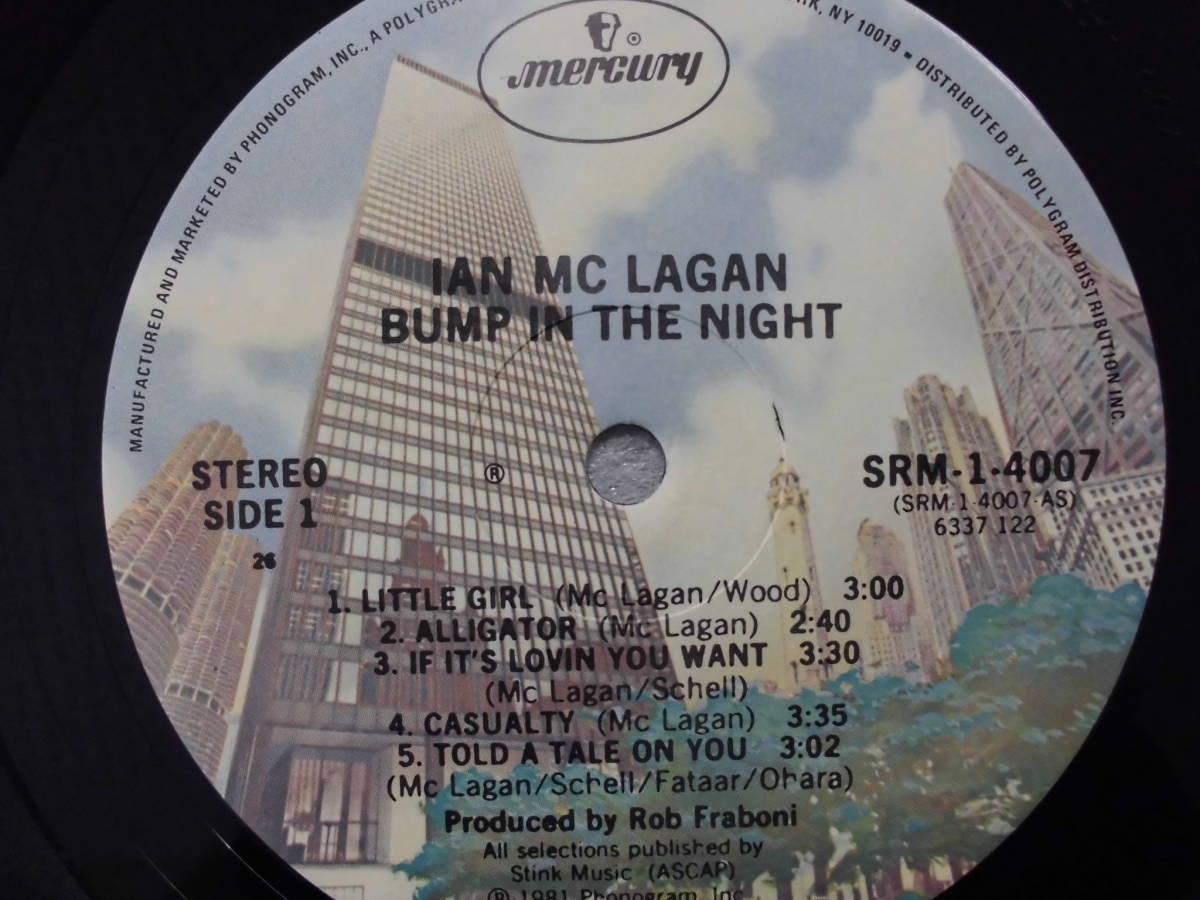 MANUFACTURED AND MARKETED BY PHONOGRAM, INC., A POLYGRA
NY 10019 • DISTRIBUTED BY POLYGRAM DISTRIBUTION INC.
®
mercury
IAN MC LAGAN
BUMP IN THE NIGHT
STEREO
SIDE 1
26
®
SRM-1-4007
(SRM-1-4007-AS)
6337 122
1. LITTLE GIRL (Mc Lagan/Wood) 3:00
2. ALLIGATOR (Mc Lagan) 2:40
3. IF IT'S LOVIN YOU WANT 3:30
(Mc Lagan/Schell)
4. CASUALTY (Mc Lagan) 3:35
5. TOLD A TALE ON YOU 3:02
(Mc Lagan/Schell/Fataar/Ohara)
Produced by Rob Fraboni
All selections published by
Stink Music (ASCAP)
℗ 1981 Phonogram, Inc.